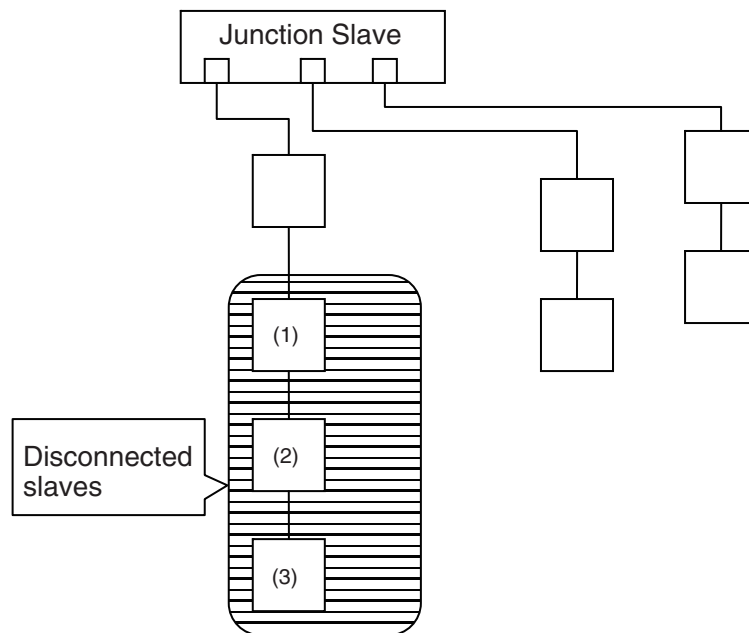 Junction Slave
(1)
(2)
Disconnected
slaves
(3)